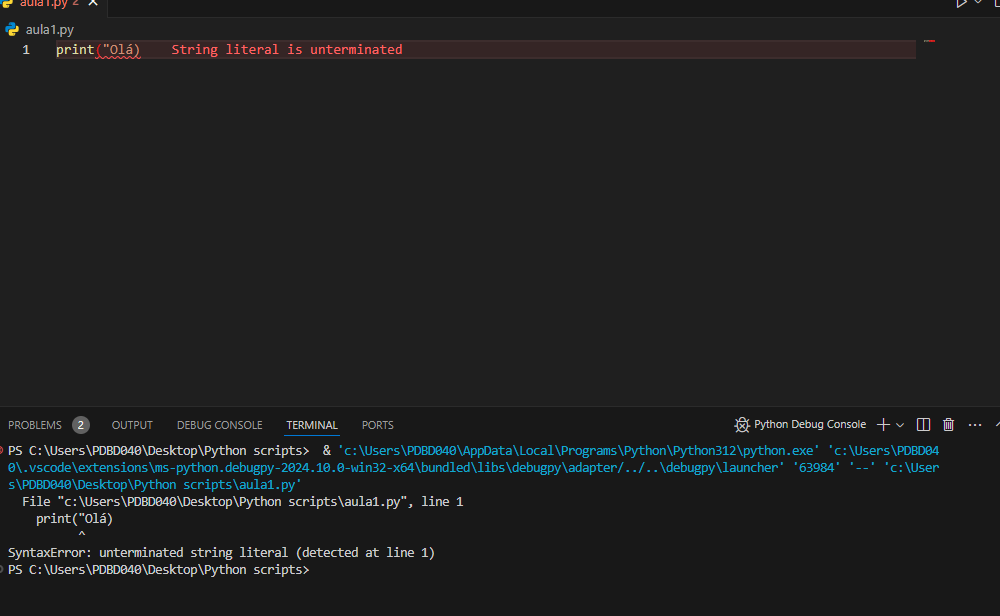 aula1.py 2
aula1.py
1 print("Olá) String literal is unterminated
PROBLEMS 2 OUTPUT DEBUG CONSOLE TERMINAL PORTS Python Debug Console
PS C:\Users\PDBD040\Desktop\Python scripts> & 'c:\Users\PDBD040\AppData\Local\Programs\Python\Python312\python.exe' 'c:\Users\PDBD04
0\.vscode\extensions\ms-python.debugpy-2024.10.0-win32-x64\bundled\libs\debugpy\adapter/../..\debugpy\launcher' '63984' '--' 'c:\User
s\PDBD040\Desktop\Python scripts\aula1.py'
File "c:\Users\PDBD040\Desktop\Python scripts\aula1.py", line 1
print("Olá)
^
SyntaxError: unterminated string literal (detected at line 1)
PS C:\Users\PDBD040\Desktop\Python scripts>